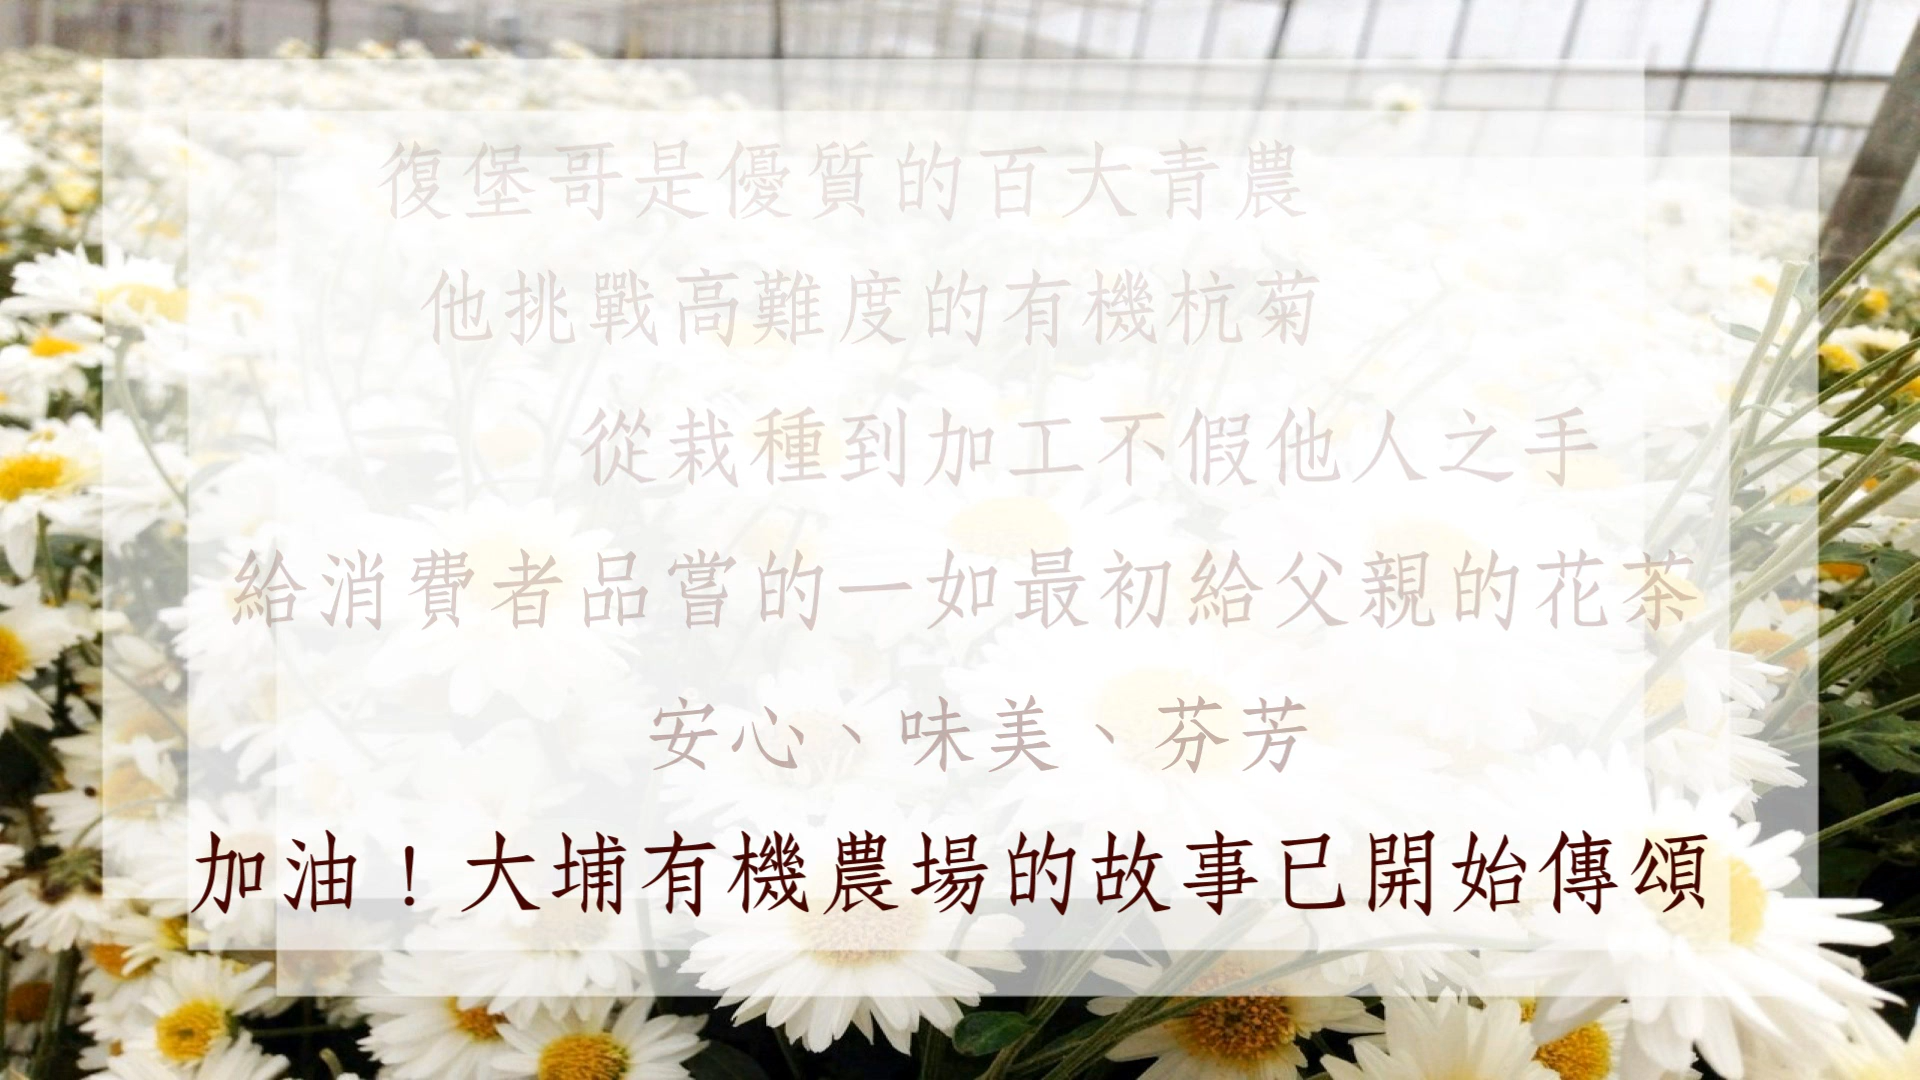 復堡哥是優質的百大青農
他挑戰高難度的有機杭菊
從栽種到加工不假他人之手
給消費者品嘗的一如最初給父親的花茶
安心、味美、芬芳
加油！大埔有機農場的故事已開始傳頌